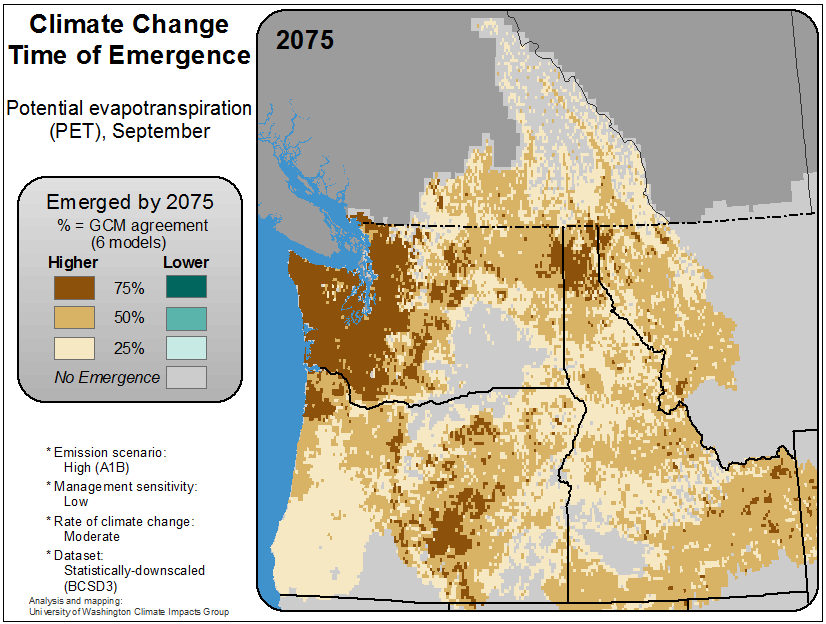 Climate Change
Time of Emergence
Potential evapotranspiration
(PET), September
2075
Emerged by 2075
% = GCM agreement
(6 models)
Higher Lower
75%
50%
25%
No Emergence
* Emission scenario:
High (A1B)
* Management sensitivity:
Low
* Rate of climate change:
Moderate
* Dataset:
Statistically-downscaled
(BCSD3)
Analysis and mapping:
University of Washington Climate Impacts Group